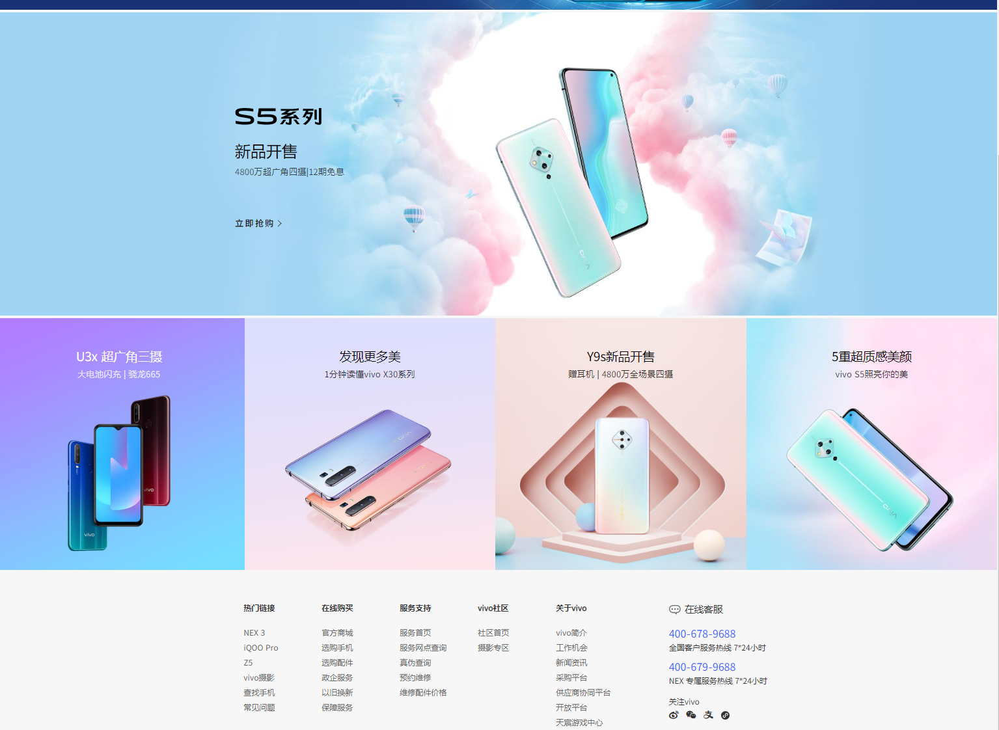 S5系列
新品开售
4800万超广角四摄|12期免息
立即抢购
U3x 超广角三摄
大电池闪充 | 骁龙665
vivo
vivo
发现更多美
1分钟读懂vivo X30系列
vivo
vivo
Y9s新品开售
赠耳机 | 4800万全场景四摄
5重超质感美颜
vivo S5照亮你的美
vivo
热门链接
NEX 3
iQOO Pro
Z5
vivo摄影
查找手机
常见问题
在线购买
官方商城
选购手机
选购配件
政企服务
以旧换新
保障服务
服务支持
服务首页
服务网点查询
真伪查询
预约维修
维修配件价格
vivo社区
社区首页
摄影专区
关于vivo
vivo简介
工作机会
新闻资讯
采购平台
供应商协同平台
开放平台
天宸游戏中心
在线客服
400-678-9688
全国客户服务热线 7*24小时
400-679-9688
NEX 专属服务热线 7*24小时
关注vivo